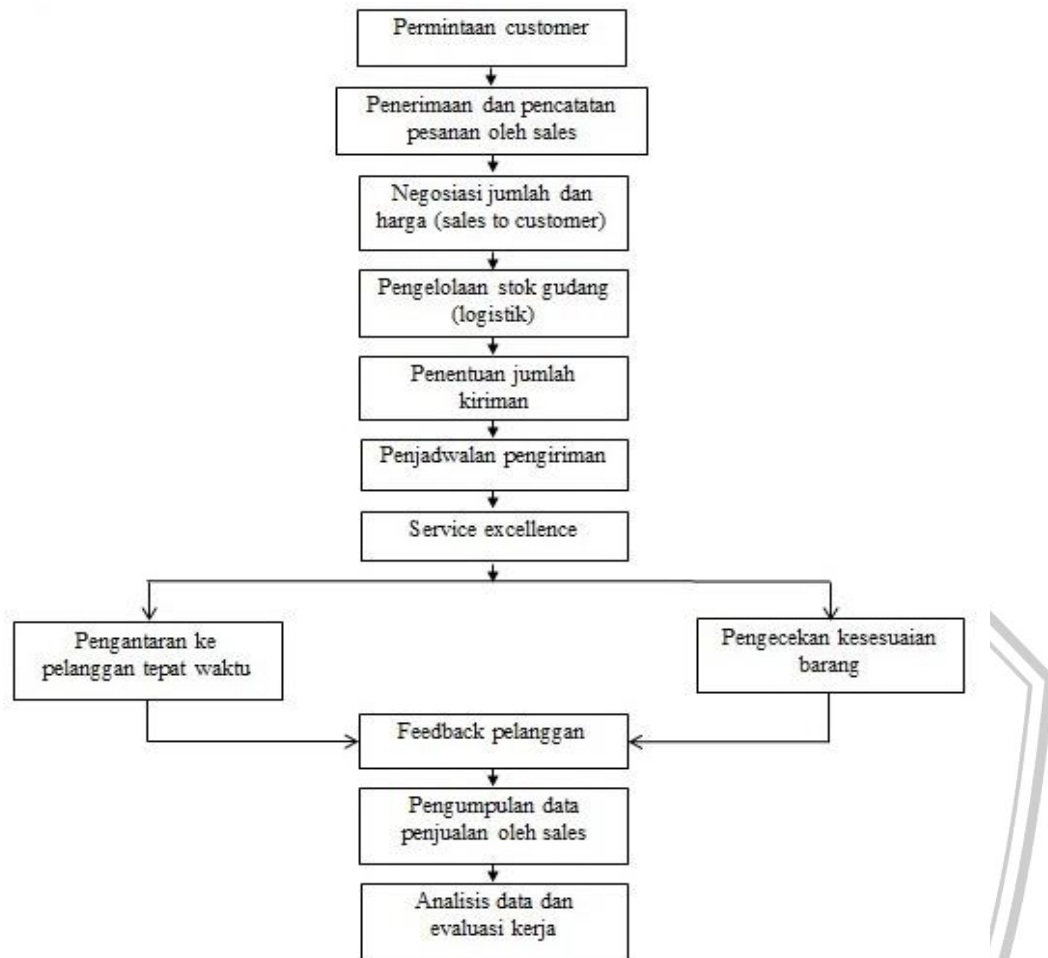 Permintaan customer
Penerimaan dan pencatatan
pesanan oleh sales
Negosiasi jumlah dan
harga (sales to customer)
Pengelolaan stok gudang
(logistik)
Penentuan jumlah
kiriman
Penjadwalan pengiriman
Service excellence
Pengantaran ke
pelanggan tepat waktu
Pengecekan kesesuaian
barang
Feedback pelanggan
Pengumpulan data
penjualan oleh sales
Analisis data dan
evaluasi kerja